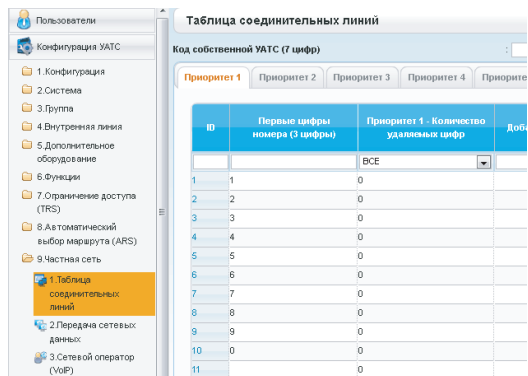 Пользователи
Конфигурация УАТС
1.Конфигурация
2.Система
3.Группа
4.Внутренняя линия
5.Дополнительное
оборудование
6.Функции
7.Ограничение доступа
(TRS)
8.Автоматический
выбор маршрута (ARS)
9.Частная сеть
1.Таблица
соединительных
линий
2.Передача сетевых
данных
3.Сетевой оператор
(VoIP)
Таблица соединительных линий
Код собственной УАТС (7 цифр) :
Приоритет 1 Приоритет 2 Приоритет 3 Приоритет 4 Приорите
ID Первые цифры номера (3 цифры) Приоритет 1 - Количество удаляемых цифр Доба
ВСЕ
1 1 0
2 2 0
3 3 0
4 4 0
5 5 0
6 6 0
7 7 0
8 8 0
9 9 0
10 0 0
11 0